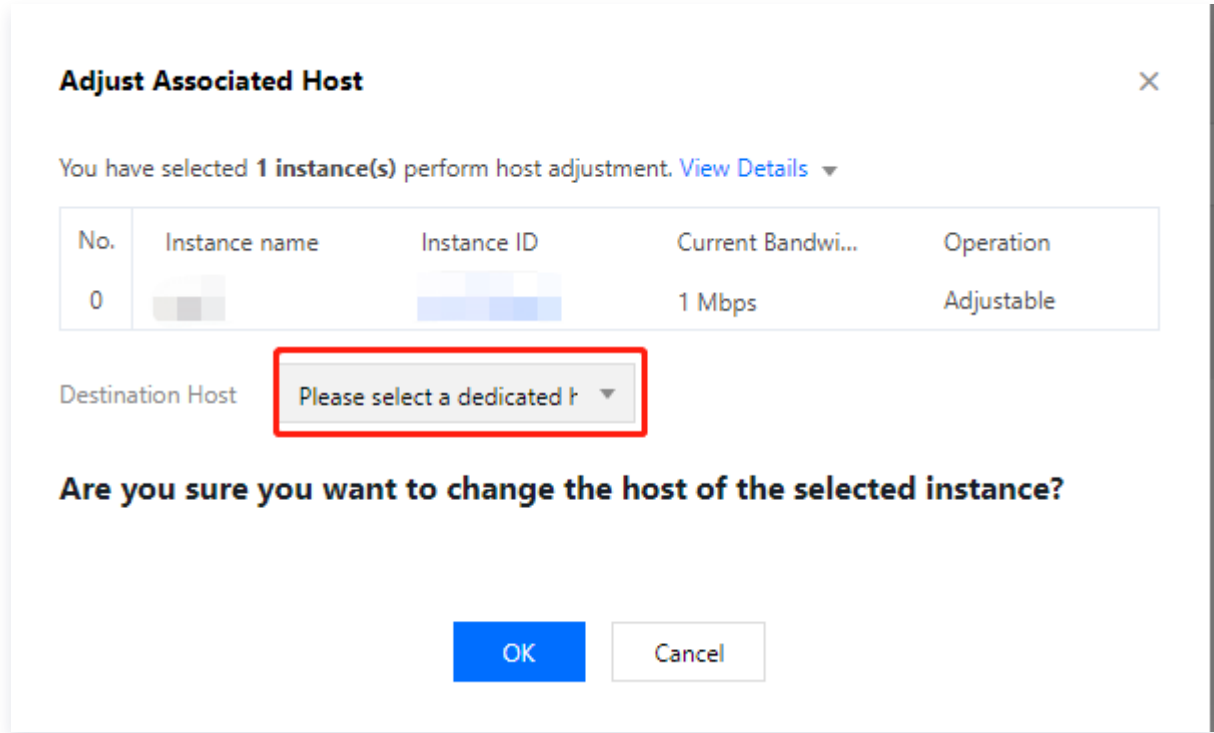 Adjust Associated Host
You have selected 1 instance(s) perform host adjustment. View Details
No. Instance name Instance ID Current Bandwi... Operation
0 1 Mbps Adjustable
Destination Host Please select a dedicated h
Are you sure you want to change the host of the selected instance?
OK Cancel